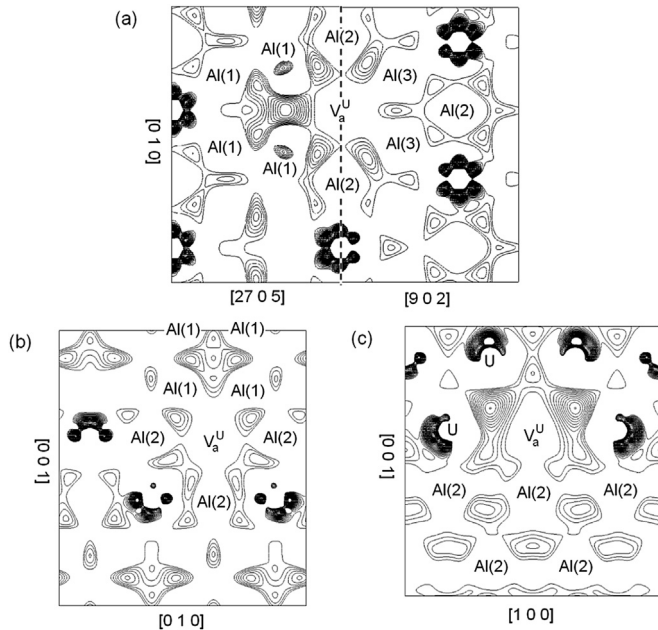 (a)
Al(2)
Al(1)
Al(1)
Al(3)
[0 1 0]
V_a^U
Al(2)
Al(1)
Al(3)
Al(1)
Al(2)
[27 0 5] [9 0 2]
(b)
Al(1) Al(1)
Al(1) Al(1)
[0 0 1]
Al(2) V_a^U Al(2)
Al(2)
[0 1 0]
(c)
U
U V_a^U
[0 0 1]
Al(2) Al(2) Al(2)
Al(2) Al(2)
[1 0 0]